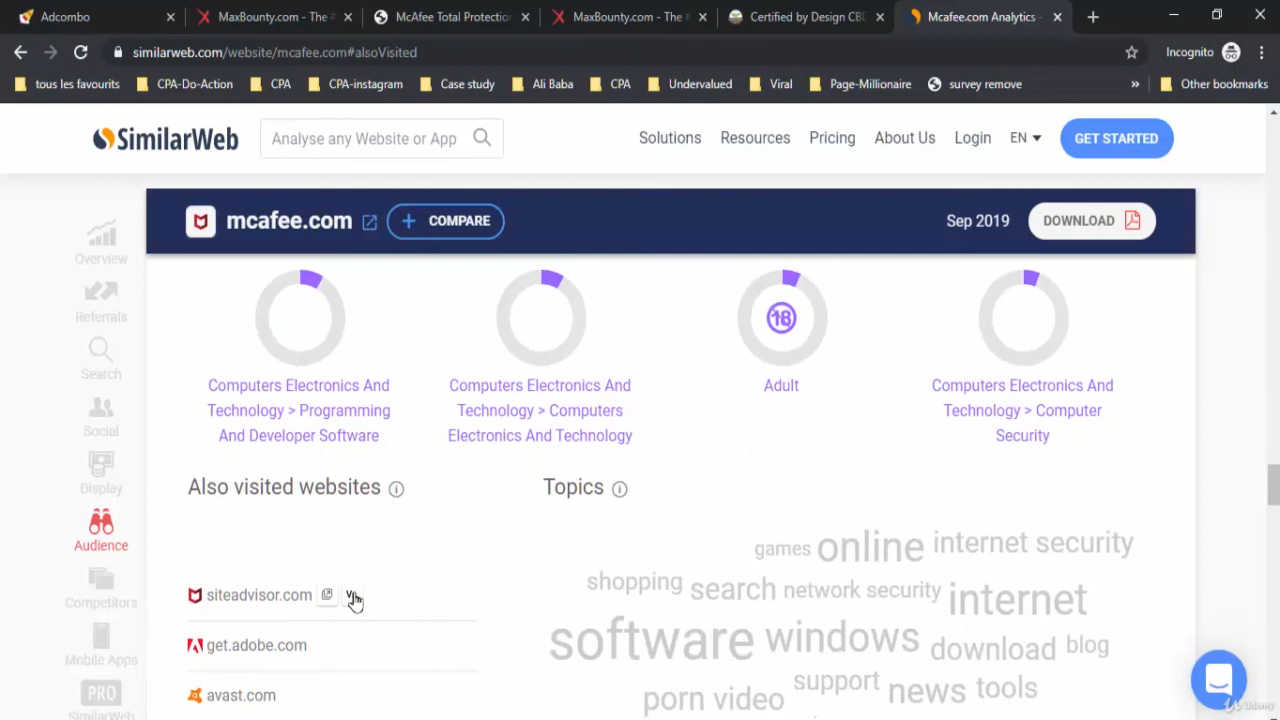 Adcombo
MaxBounty.com - The #
McAfee Total Protectio
MaxBounty.com - The #
Certified by Design CBD
Mcafee.com Analytics -
similarweb.com/website/mcafee.com#alsoVisited
Incognito
tous les favourits
CPA-Do-Action
CPA
CPA-instagram
Case study
Ali Baba
CPA
Undervalued
Viral
Page-Millionaire
survey remove
»
Other bookmarks
SimilarWeb
Analyse any Website or App
Solutions
Resources
Pricing
About Us
Login
EN
GET STARTED
mcafee.com
+ COMPARE
Sep 2019
DOWNLOAD
Overview
Referrals
Search
Social
Display
Audience
Competitors
Mobile Apps
PRO
SimilarWeb
18
Computers Electronics And
Technology > Programming
And Developer Software
Computers Electronics And
Technology > Computers
Electronics And Technology
Adult
Computers Electronics And
Technology > Computer
Security
Also visited websites
Topics
siteadvisor.com
get.adobe.com
avast.com
games online internet security
shopping search network security internet
software windows download blog
porn video support news tools
Udemy